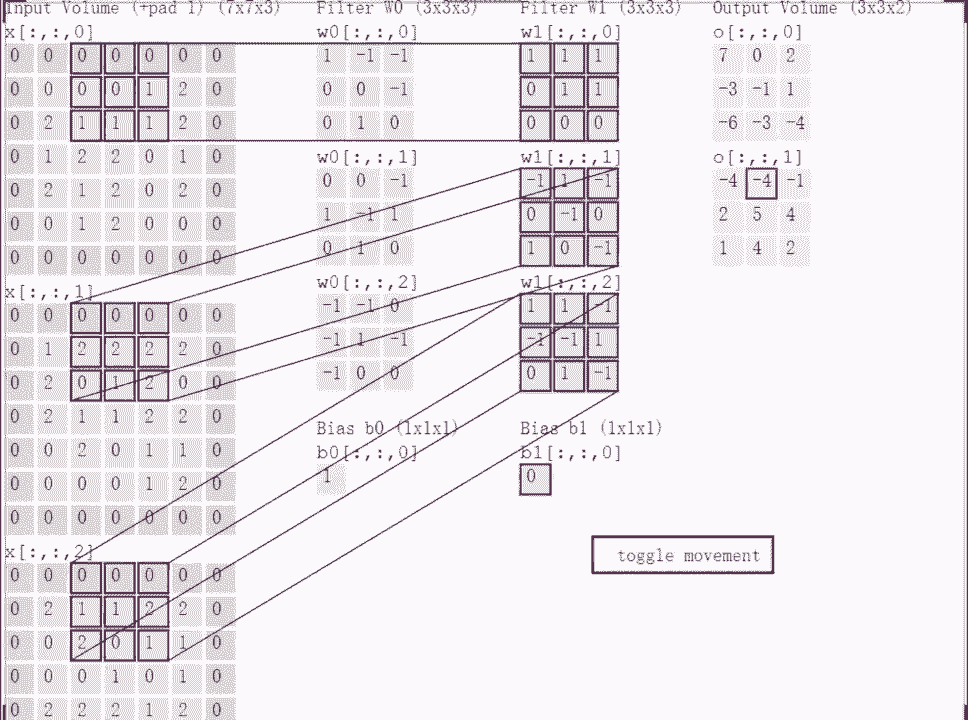 Input Volume (+pad 1) (7x7x3)
x[:,:,0]
0 0 0 0 0 0 0
0 0 0 0 1 2 0
0 2 1 1 1 2 0
0 1 2 2 0 1 0
0 2 1 2 0 2 0
0 0 1 2 0 0 0
0 0 0 0 0 0 0
x[:,:,1]
0 0 0 0 0 0 0
0 1 2 2 2 2 0
0 2 0 1 2 0 0
0 2 1 1 2 2 0
0 0 2 0 1 1 0
0 0 0 0 1 2 0
0 0 0 0 0 0 0
x[:,:,2]
0 0 0 0 0 0 0
0 2 1 1 2 2 0
0 0 2 0 1 1 0
0 0 0 1 0 1 0
0 2 2 2 1 2 0
Filter W0 (3x3x3)
w0[:,:,0]
1 -1 -1
0 0 -1
0 1 0
w0[:,:,1]
0 0 -1
1 -1 1
0 1 0
w0[:,:,2]
-1 -1 0
-1 1 -1
-1 0 0
Bias b0 (1x1x1)
b0[:,:,0]
1
Filter W1 (3x3x3)
w1[:,:,0]
1 1 1
0 1 1
0 0 0
w1[:,:,1]
-1 1 -1
0 -1 0
1 0 -1
w1[:,:,2]
1 1 -1
-1 -1 1
0 1 -1
Bias b1 (1x1x1)
b1[:,:,0]
0
Output Volume (3x3x2)
o[:,:,0]
7 0 2
-3 -1 1
-6 -3 -4
o[:,:,1]
-4 -4 -1
2 5 4
1 4 2
toggle movement